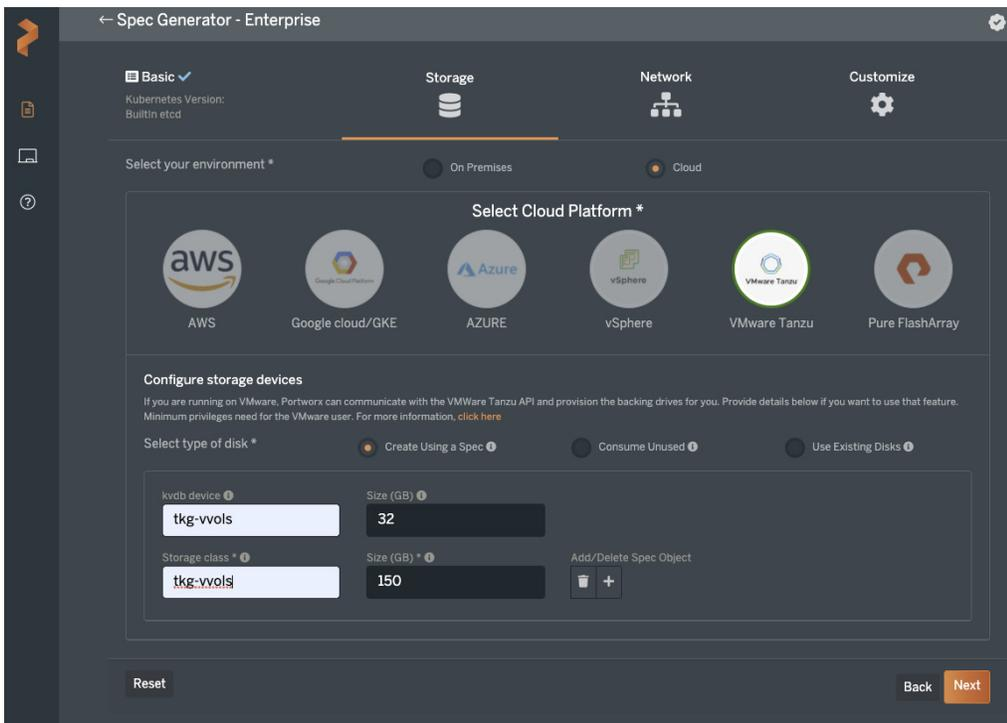 ← Spec Generator - Enterprise
Basic
Kubernetes Version:
Builtin etcd
Storage
Network
Customize
Select your environment *
On Premises
Cloud
Select Cloud Platform *
aws
Google Cloud Platform
Azure
vSphere
VMware Tanzu
AWS
Google cloud/GKE
AZURE
vSphere
VMware Tanzu
Pure FlashArray
Configure storage devices
If you are running on VMware, Portworx can communicate with the VMWare Tanzu API and provision the backing drives for you. Provide details below if you want to use that feature.
Minimum privileges need for the VMware user. For more information, click here
Select type of disk *
Create Using a Spec
Consume Unused
Use Existing Disks
kvdb device
Size (GB)
tkg-vvols
32
Storage class *
Size (GB) *
Add/Delete Spec Object
tkg-vvols
150
Reset
Back
Next